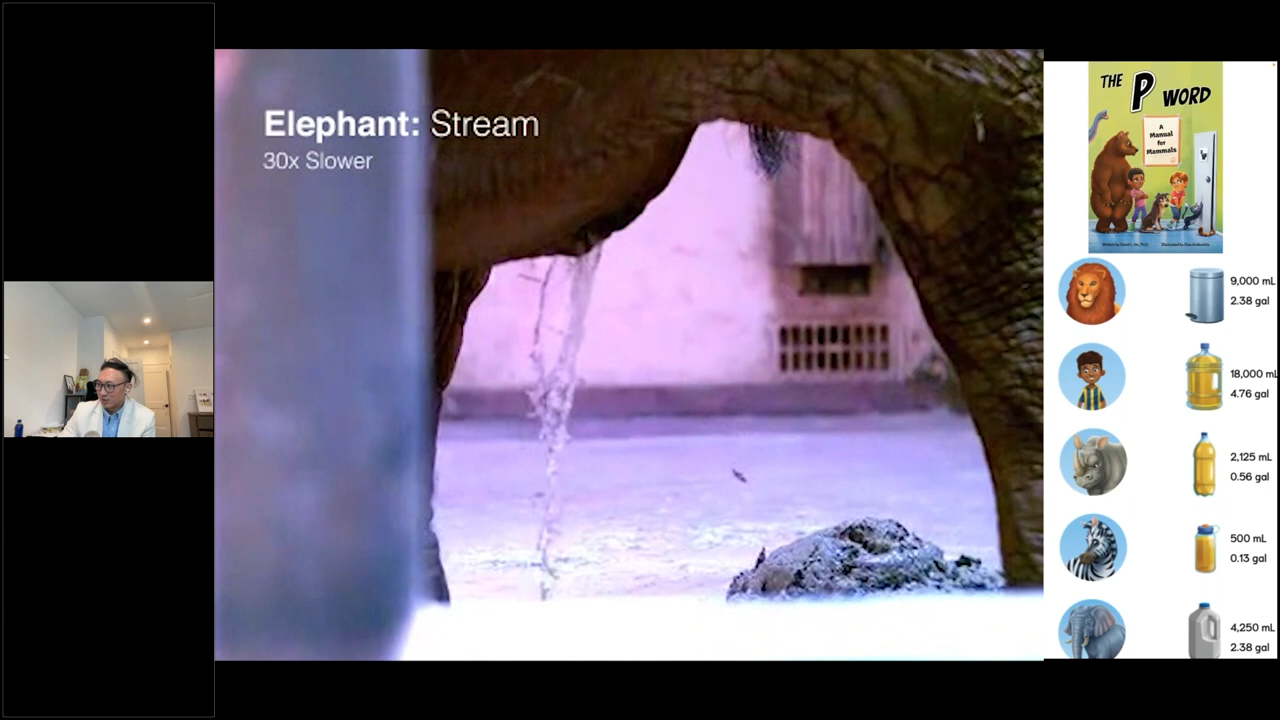 Elephant: Stream
30x Slower
THE P WORD
A
Manual
for
Mammals
9,000 mL
2.38 gal
18,000 mL
4.76 gal
2,125 mL
0.56 gal
500 mL
0.13 gal
4,250 mL
2.38 gal